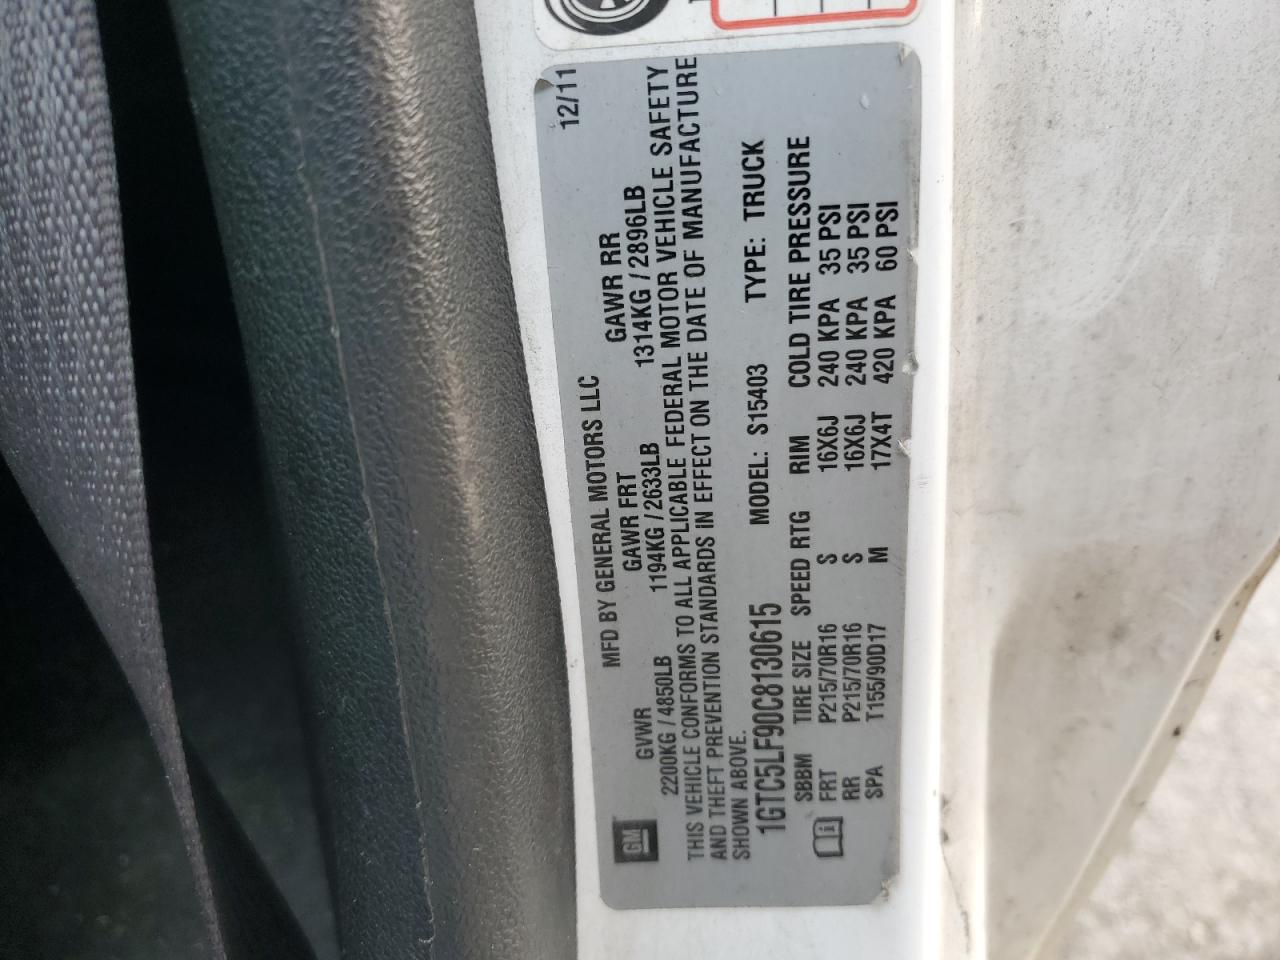 12/11
MFD BY GENERAL MOTORS LLC
GM
GVWR GAWR FRT GAWR RR
2200KG / 4850LB 1194KG / 2633LB 1314KG / 2896LB
THIS VEHICLE CONFORMS TO ALL APPLICABLE FEDERAL MOTOR VEHICLE SAFETY
AND THEFT PREVENTION STANDARDS IN EFFECT ON THE DATE OF MANUFACTURE
SHOWN ABOVE.
1GTC5LF90C8130615 MODEL: S15403 TYPE: TRUCK
SBBM TIRE SIZE SPEED RTG RIM COLD TIRE PRESSURE
FRT P215/70R16 S 16X6J 240 KPA 35 PSI
RR P215/70R16 S 16X6J 240 KPA 35 PSI
SPA T155/90D17 M 17X4T 420 KPA 60 PSI